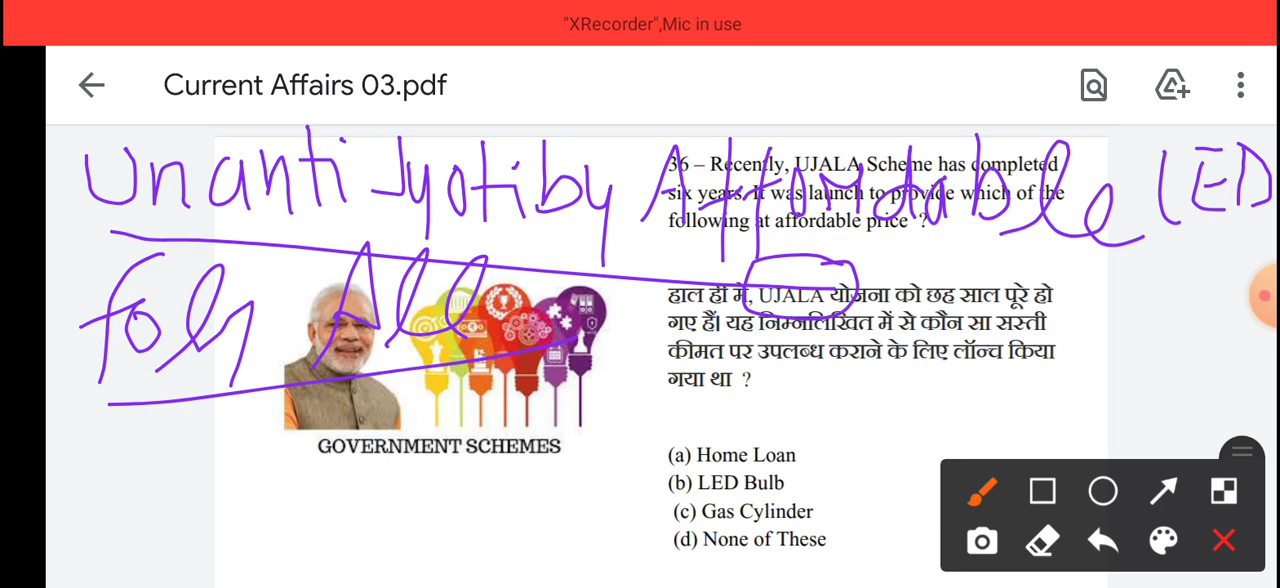 "XRecorder",Mic in use
Current Affairs 03.pdf
Unanti Jyoti by Affordable LED
for All
36 – Recently, UJALA Scheme has completed
six years. It was launch to provide which of the
following at affordable price ?
हाल ही में, UJALA योजना को छह साल पूरे हो
गए हैं। यह निम्नलिखित में से कौन सा सस्ती
कीमत पर उपलब्ध कराने के लिए लॉन्च किया
गया था ?
GOVERNMENT SCHEMES
(a) Home Loan
(b) LED Bulb
(c) Gas Cylinder
(d) None of These